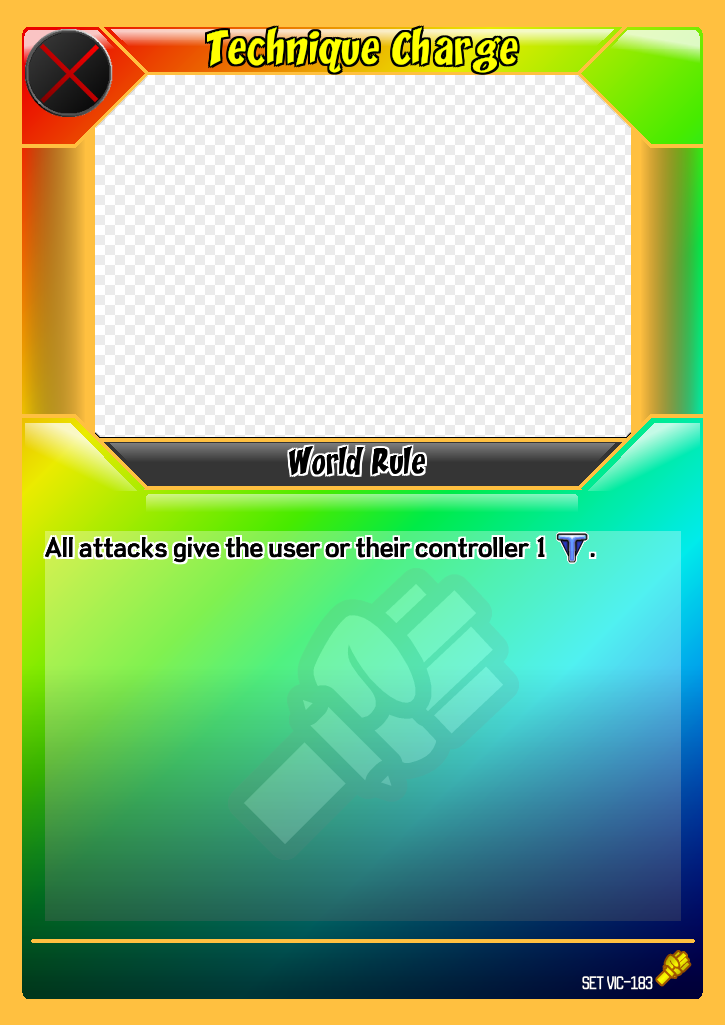 Technique Charge
World Rule
All attacks give the user or their controller 1 T.
SET VIC-183